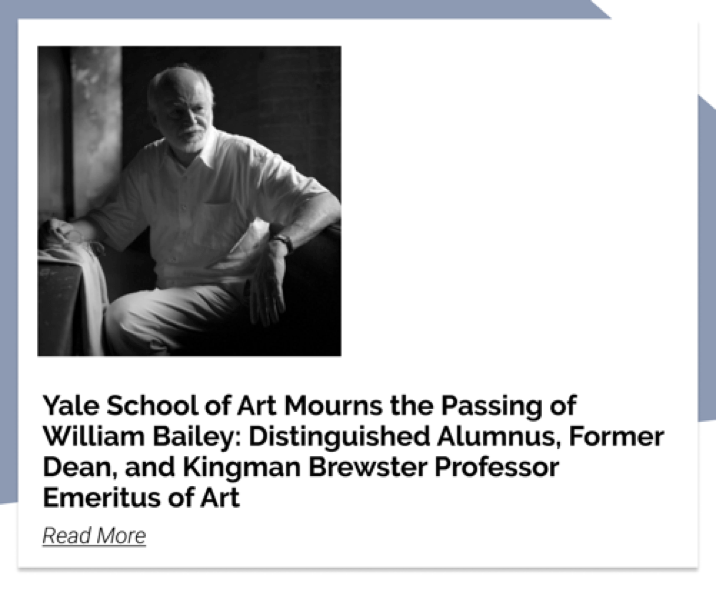 Yale School of Art Mourns the Passing of
William Bailey: Distinguished Alumnus, Former
Dean, and Kingman Brewster Professor
Emeritus of Art
Read More